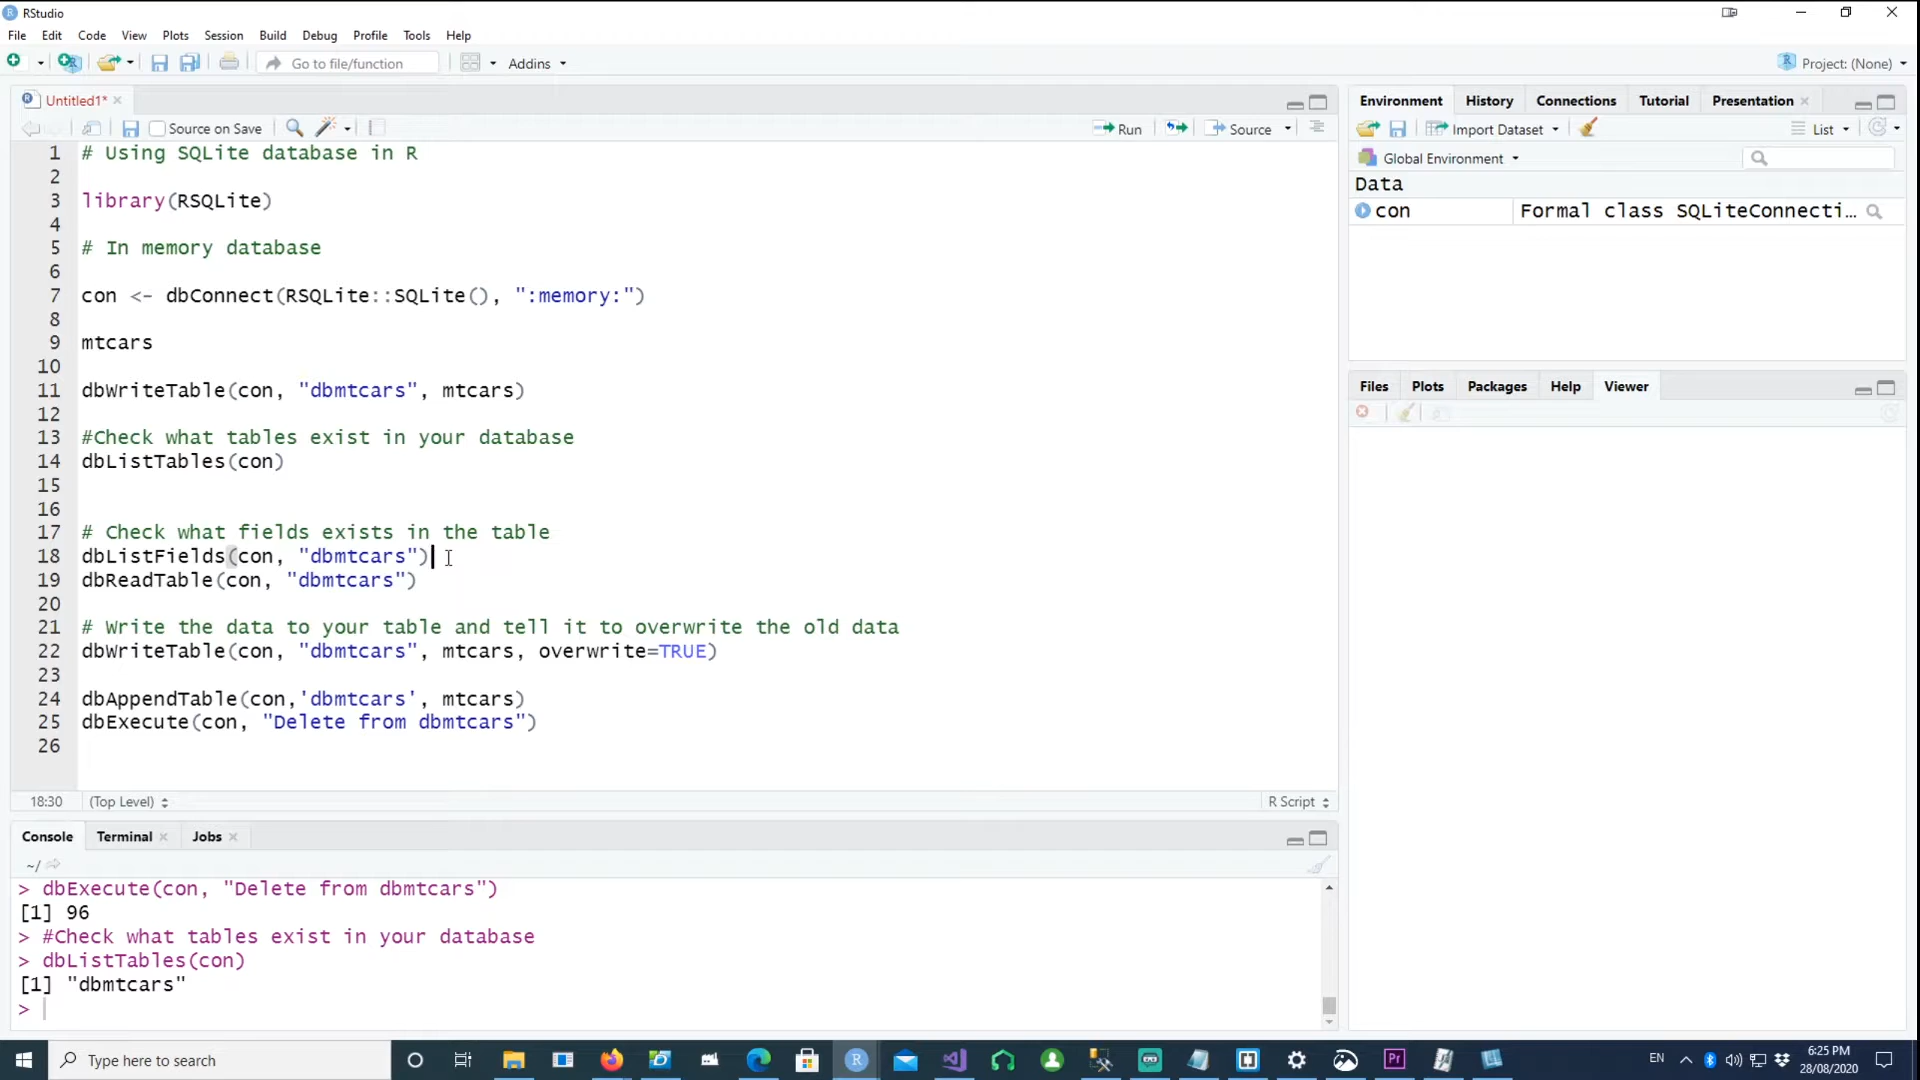 RStudio
File Edit Code View Plots Session Build Debug Profile Tools Help
Go to file/function Addins Project: (None)
Untitled1*
Source on Save Run Source
1 # Using SQLite database in R
2
3 library(RSQLite)
4
5 # In memory database
6
7 con <- dbConnect(RSQLite::SQLite(), ":memory:")
8
9 mtcars
10
11 dbWriteTable(con, "dbmtcars", mtcars)
12
13 #Check what tables exist in your database
14 dbListTables(con)
15
16
17 # Check what fields exists in the table
18 dbListFields(con, "dbmtcars")
19 dbReadTable(con, "dbmtcars")
20
21 # Write the data to your table and tell it to overwrite the old data
22 dbWriteTable(con, "dbmtcars", mtcars, overwrite=TRUE)
23
24 dbAppendTable(con,'dbmtcars', mtcars)
25 dbExecute(con, "Delete from dbmtcars")
26
18:30 (Top Level) R Script
Console Terminal Jobs
~/
> dbExecute(con, "Delete from dbmtcars")
[1] 96
> #Check what tables exist in your database
> dbListTables(con)
[1] "dbmtcars"
>
Environment History Connections Tutorial Presentation
Import Dataset List
Global Environment
Data
con Formal class SQLiteConnecti…
Files Plots Packages Help Viewer
Type here to search
EN
6:25 PM
28/08/2020